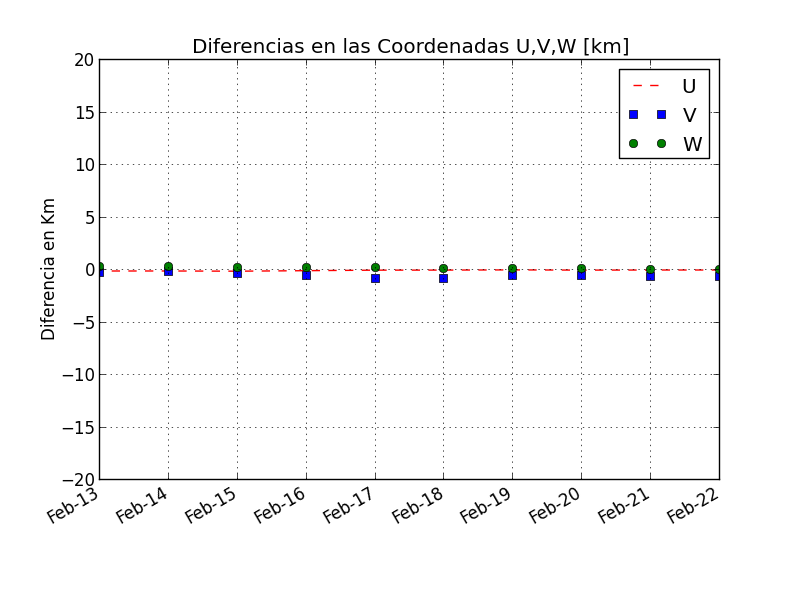 Diferencias en las Coordenadas U,V,W [km]
U
V
W
Diferencia en Km
20
15
10
5
0
−5
−10
−15
−20
Feb-13
Feb-14
Feb-15
Feb-16
Feb-17
Feb-18
Feb-19
Feb-20
Feb-21
Feb-22